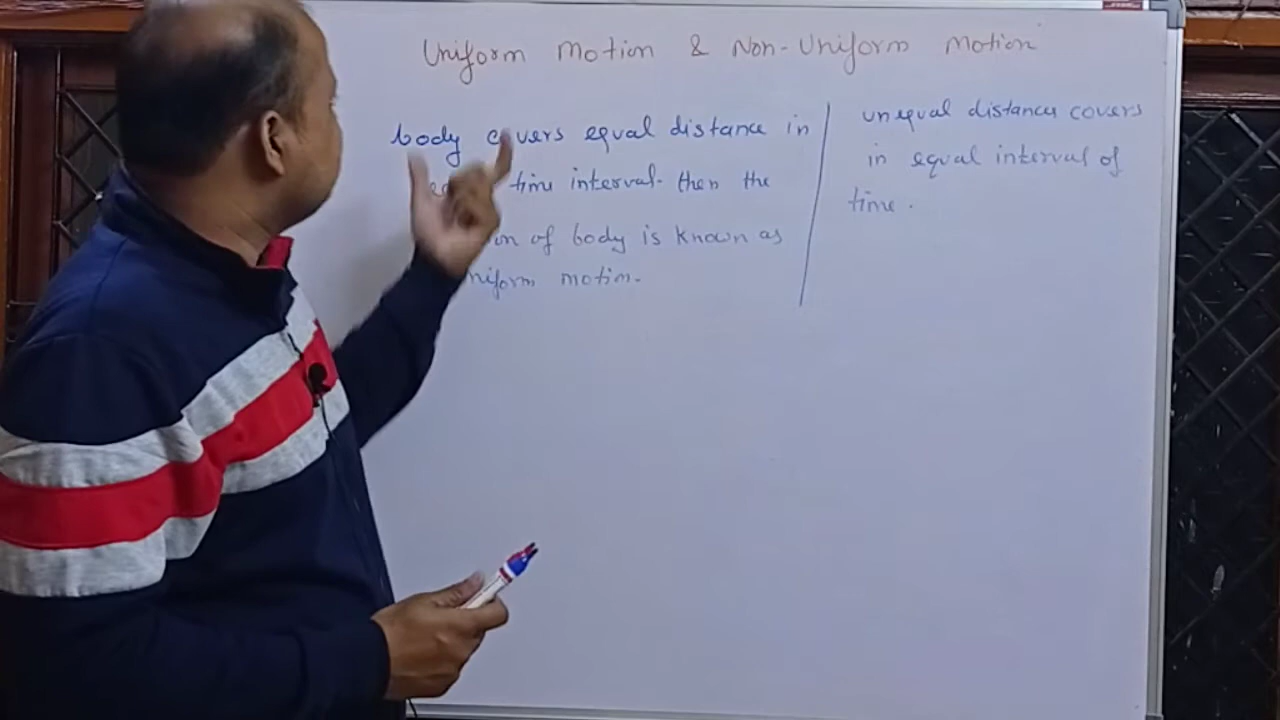 Uniform Motion & Non-Uniform Motion
body covers equal distance in
time interval. then the
of body is known as
motion.
unequal distances covers
in equal interval of
time.